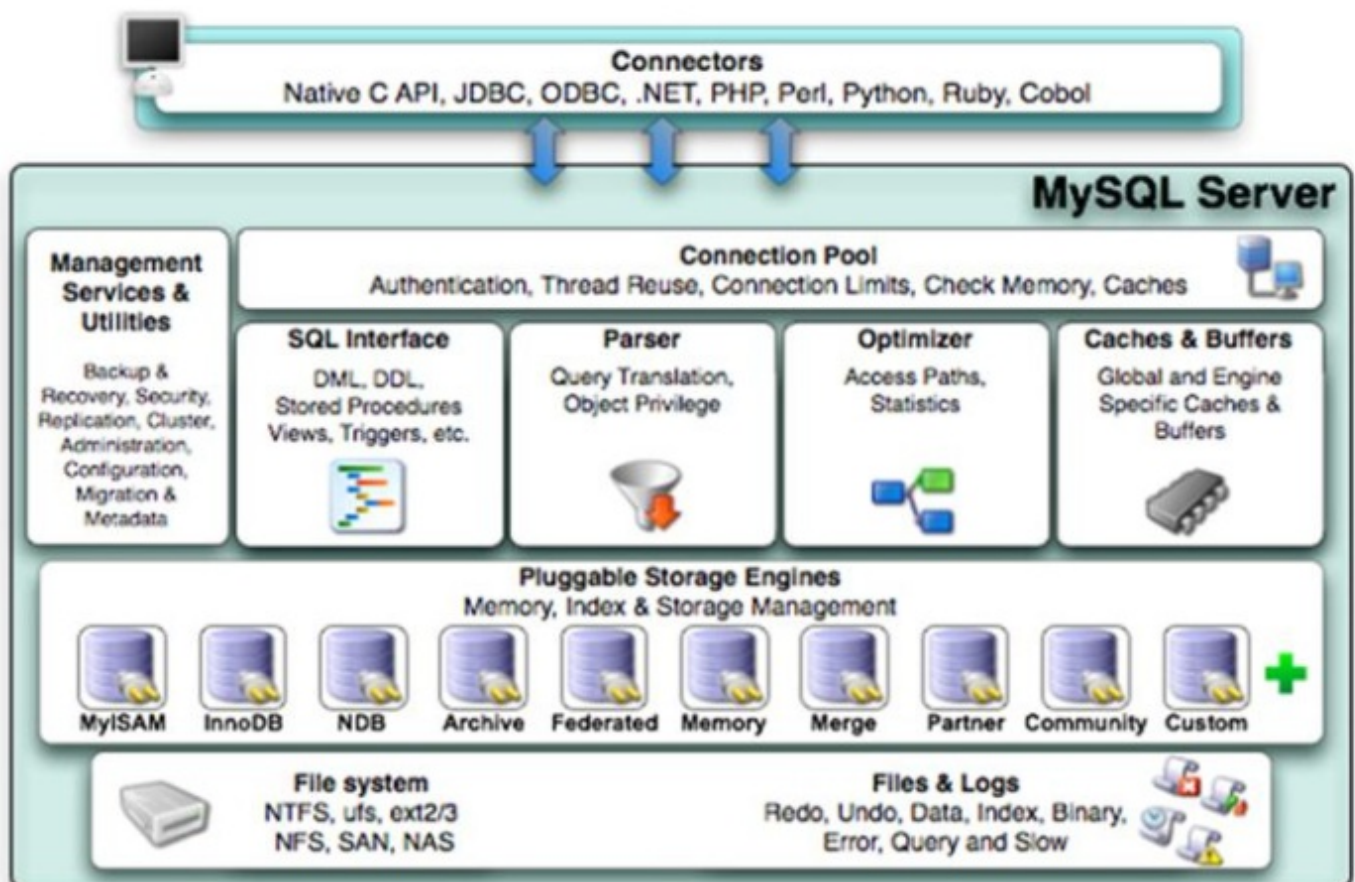 Connectors
Native C API, JDBC, ODBC, .NET, PHP, Perl, Python, Ruby, Cobol
MySQL Server
Management
Services &
Utilities
Backup &
Recovery, Security,
Replication, Cluster,
Administration,
Configuration,
Migration &
Metadata
Connection Pool
Authentication, Thread Reuse, Connection Limits, Check Memory, Caches
SQL Interface
DML, DDL,
Stored Procedures
Views, Triggers, etc.
Parser
Query Translation,
Object Privilege
Optimizer
Access Paths,
Statistics
Caches & Buffers
Global and Engine
Specific Caches &
Buffers
Pluggable Storage Engines
Memory, Index & Storage Management
MyISAM
InnoDB
NDB
Archive
Federated
Memory
Merge
Partner
Community
Custom
File system
NTFS, ufs, ext2/3
NFS, SAN, NAS
Files & Logs
Redo, Undo, Data, Index, Binary,
Error, Query and Slow